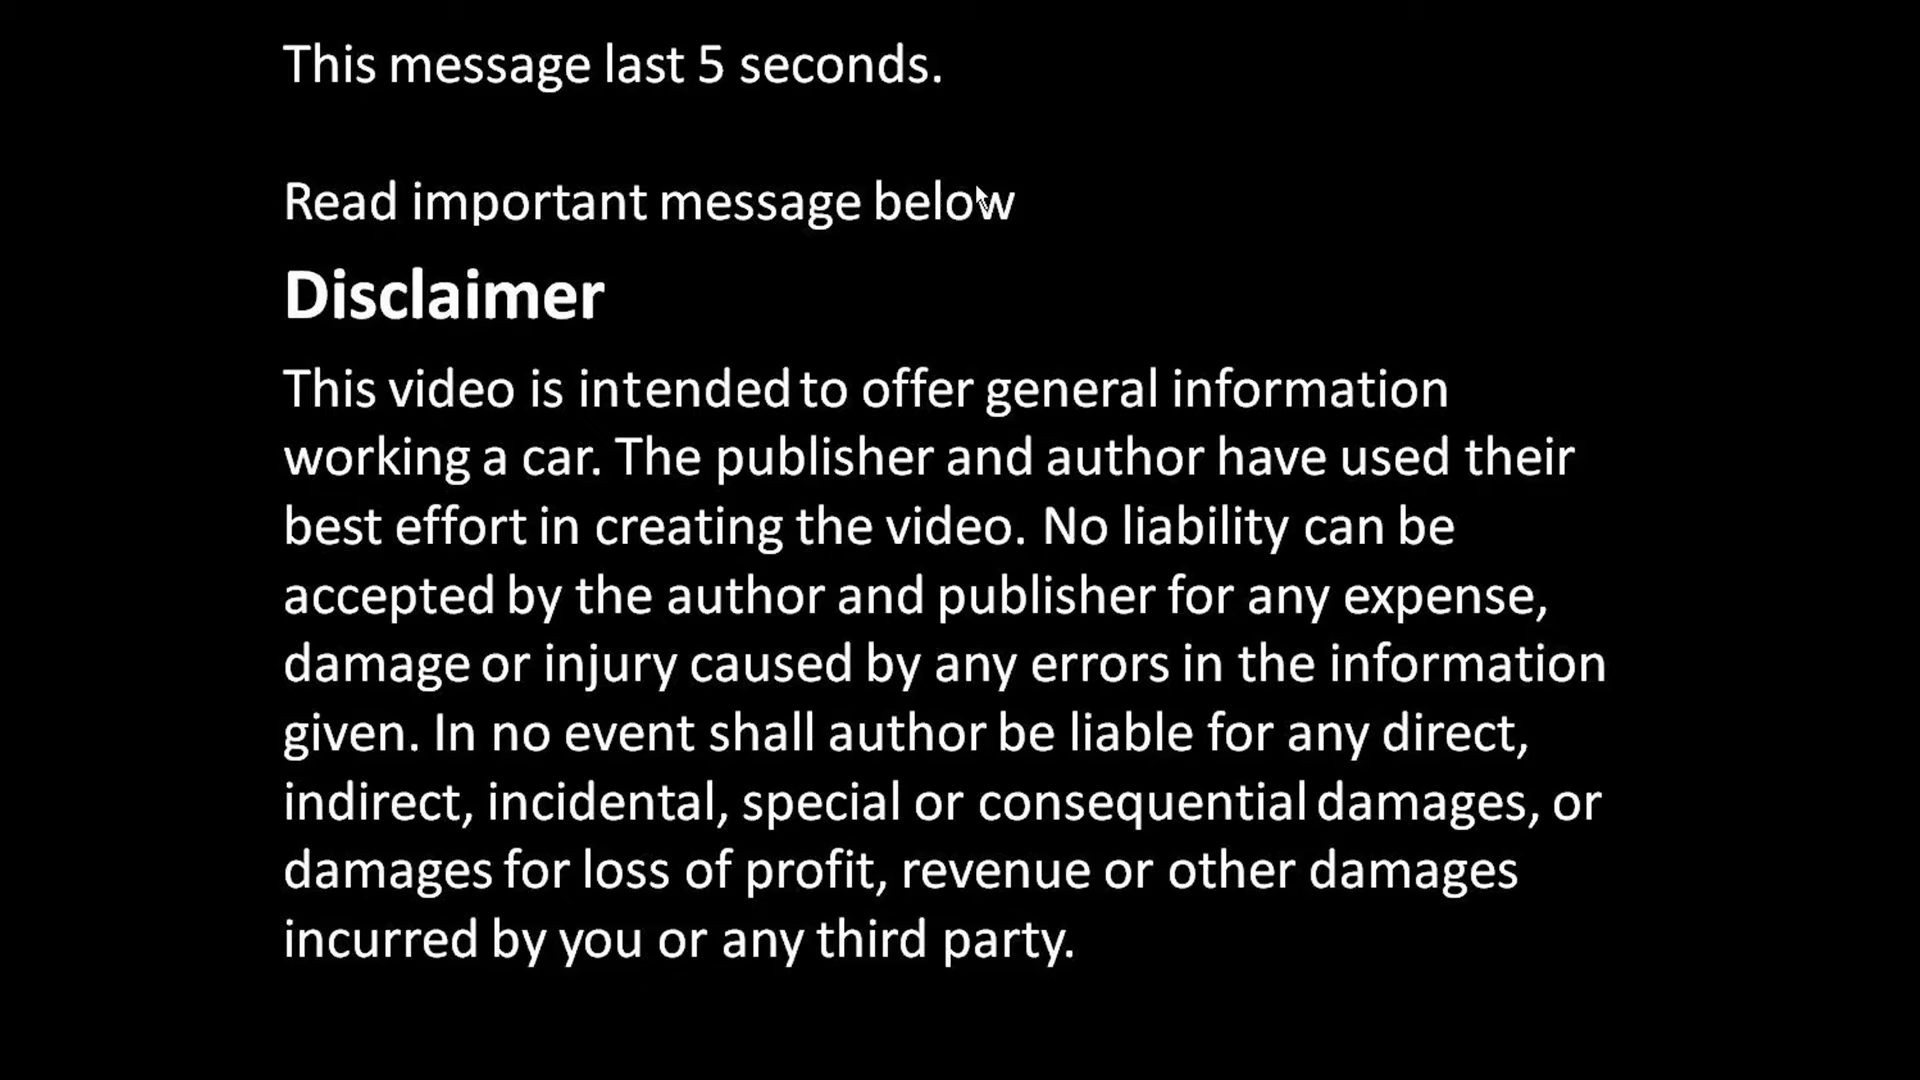 This message last 5 seconds.
Read important message below
Disclaimer
This video is intended to offer general information
working a car. The publisher and author have used their
best effort in creating the video. No liability can be
accepted by the author and publisher for any expense,
damage or injury caused by any errors in the information
given. In no event shall author be liable for any direct,
indirect, incidental, special or consequential damages, or
damages for loss of profit, revenue or other damages
incurred by you or any third party.